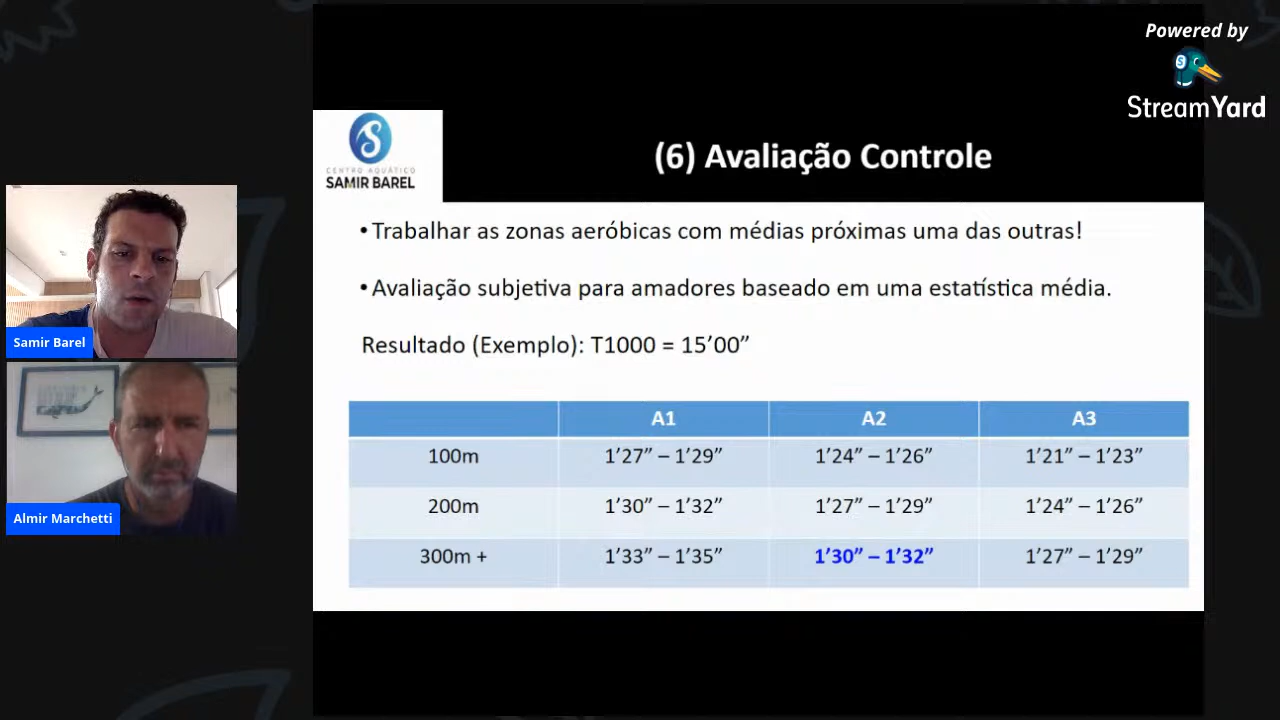 Powered by
StreamYard
CENTRO AQUÁTICO
SAMIR BAREL
(6) Avaliação Controle
• Trabalhar as zonas aeróbicas com médias próximas uma das outras!
• Avaliação subjetiva para amadores baseado em uma estatística média.
Resultado (Exemplo): T1000 = 15’00”
A1 A2 A3
100m 1’27” – 1’29” 1’24” – 1’26” 1’21” – 1’23”
200m 1’30” – 1’32” 1’27” – 1’29” 1’24” – 1’26”
300m + 1’33” – 1’35” 1’30” – 1’32” 1’27” – 1’29”
Samir Barel
Almir Marchetti